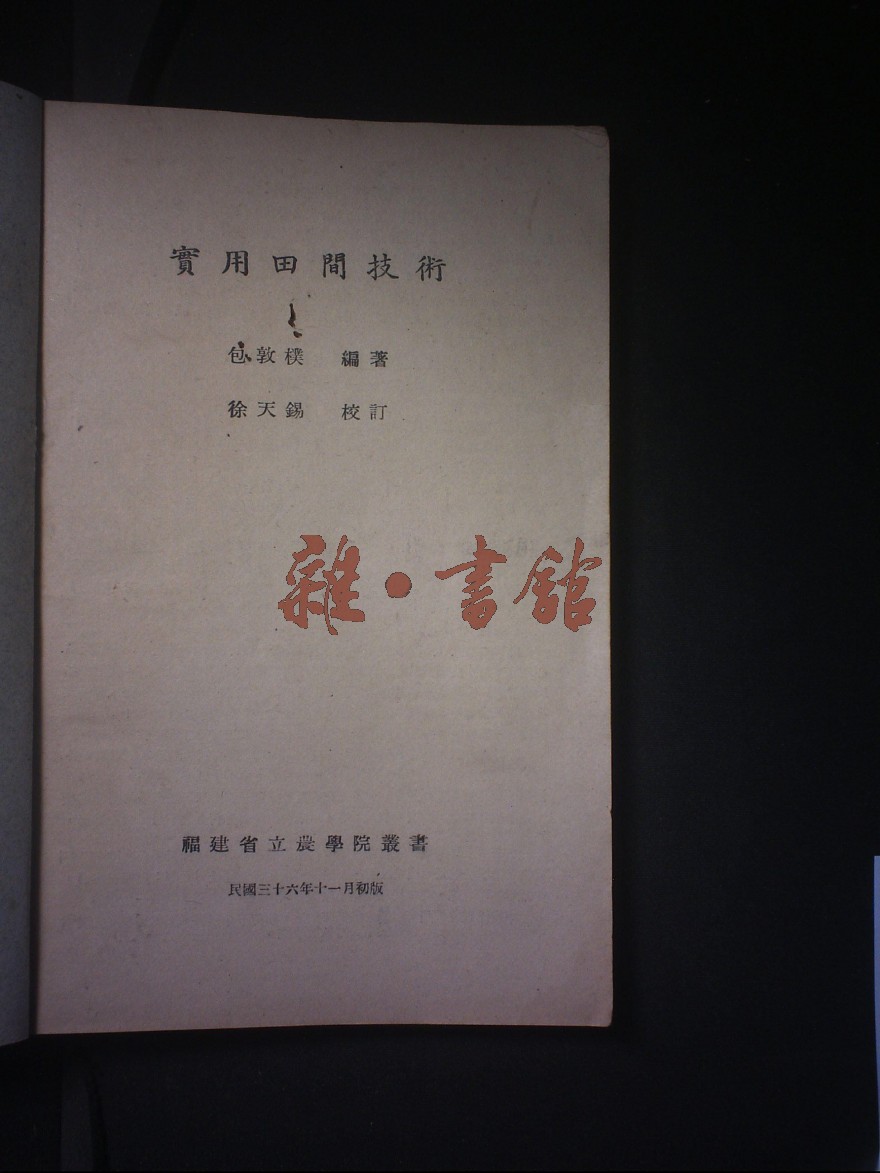 實用田間技術
包敦樸 編著
徐天錫 校訂
雜·書館
福建省立農學院叢書
民國三十六年十一月初版